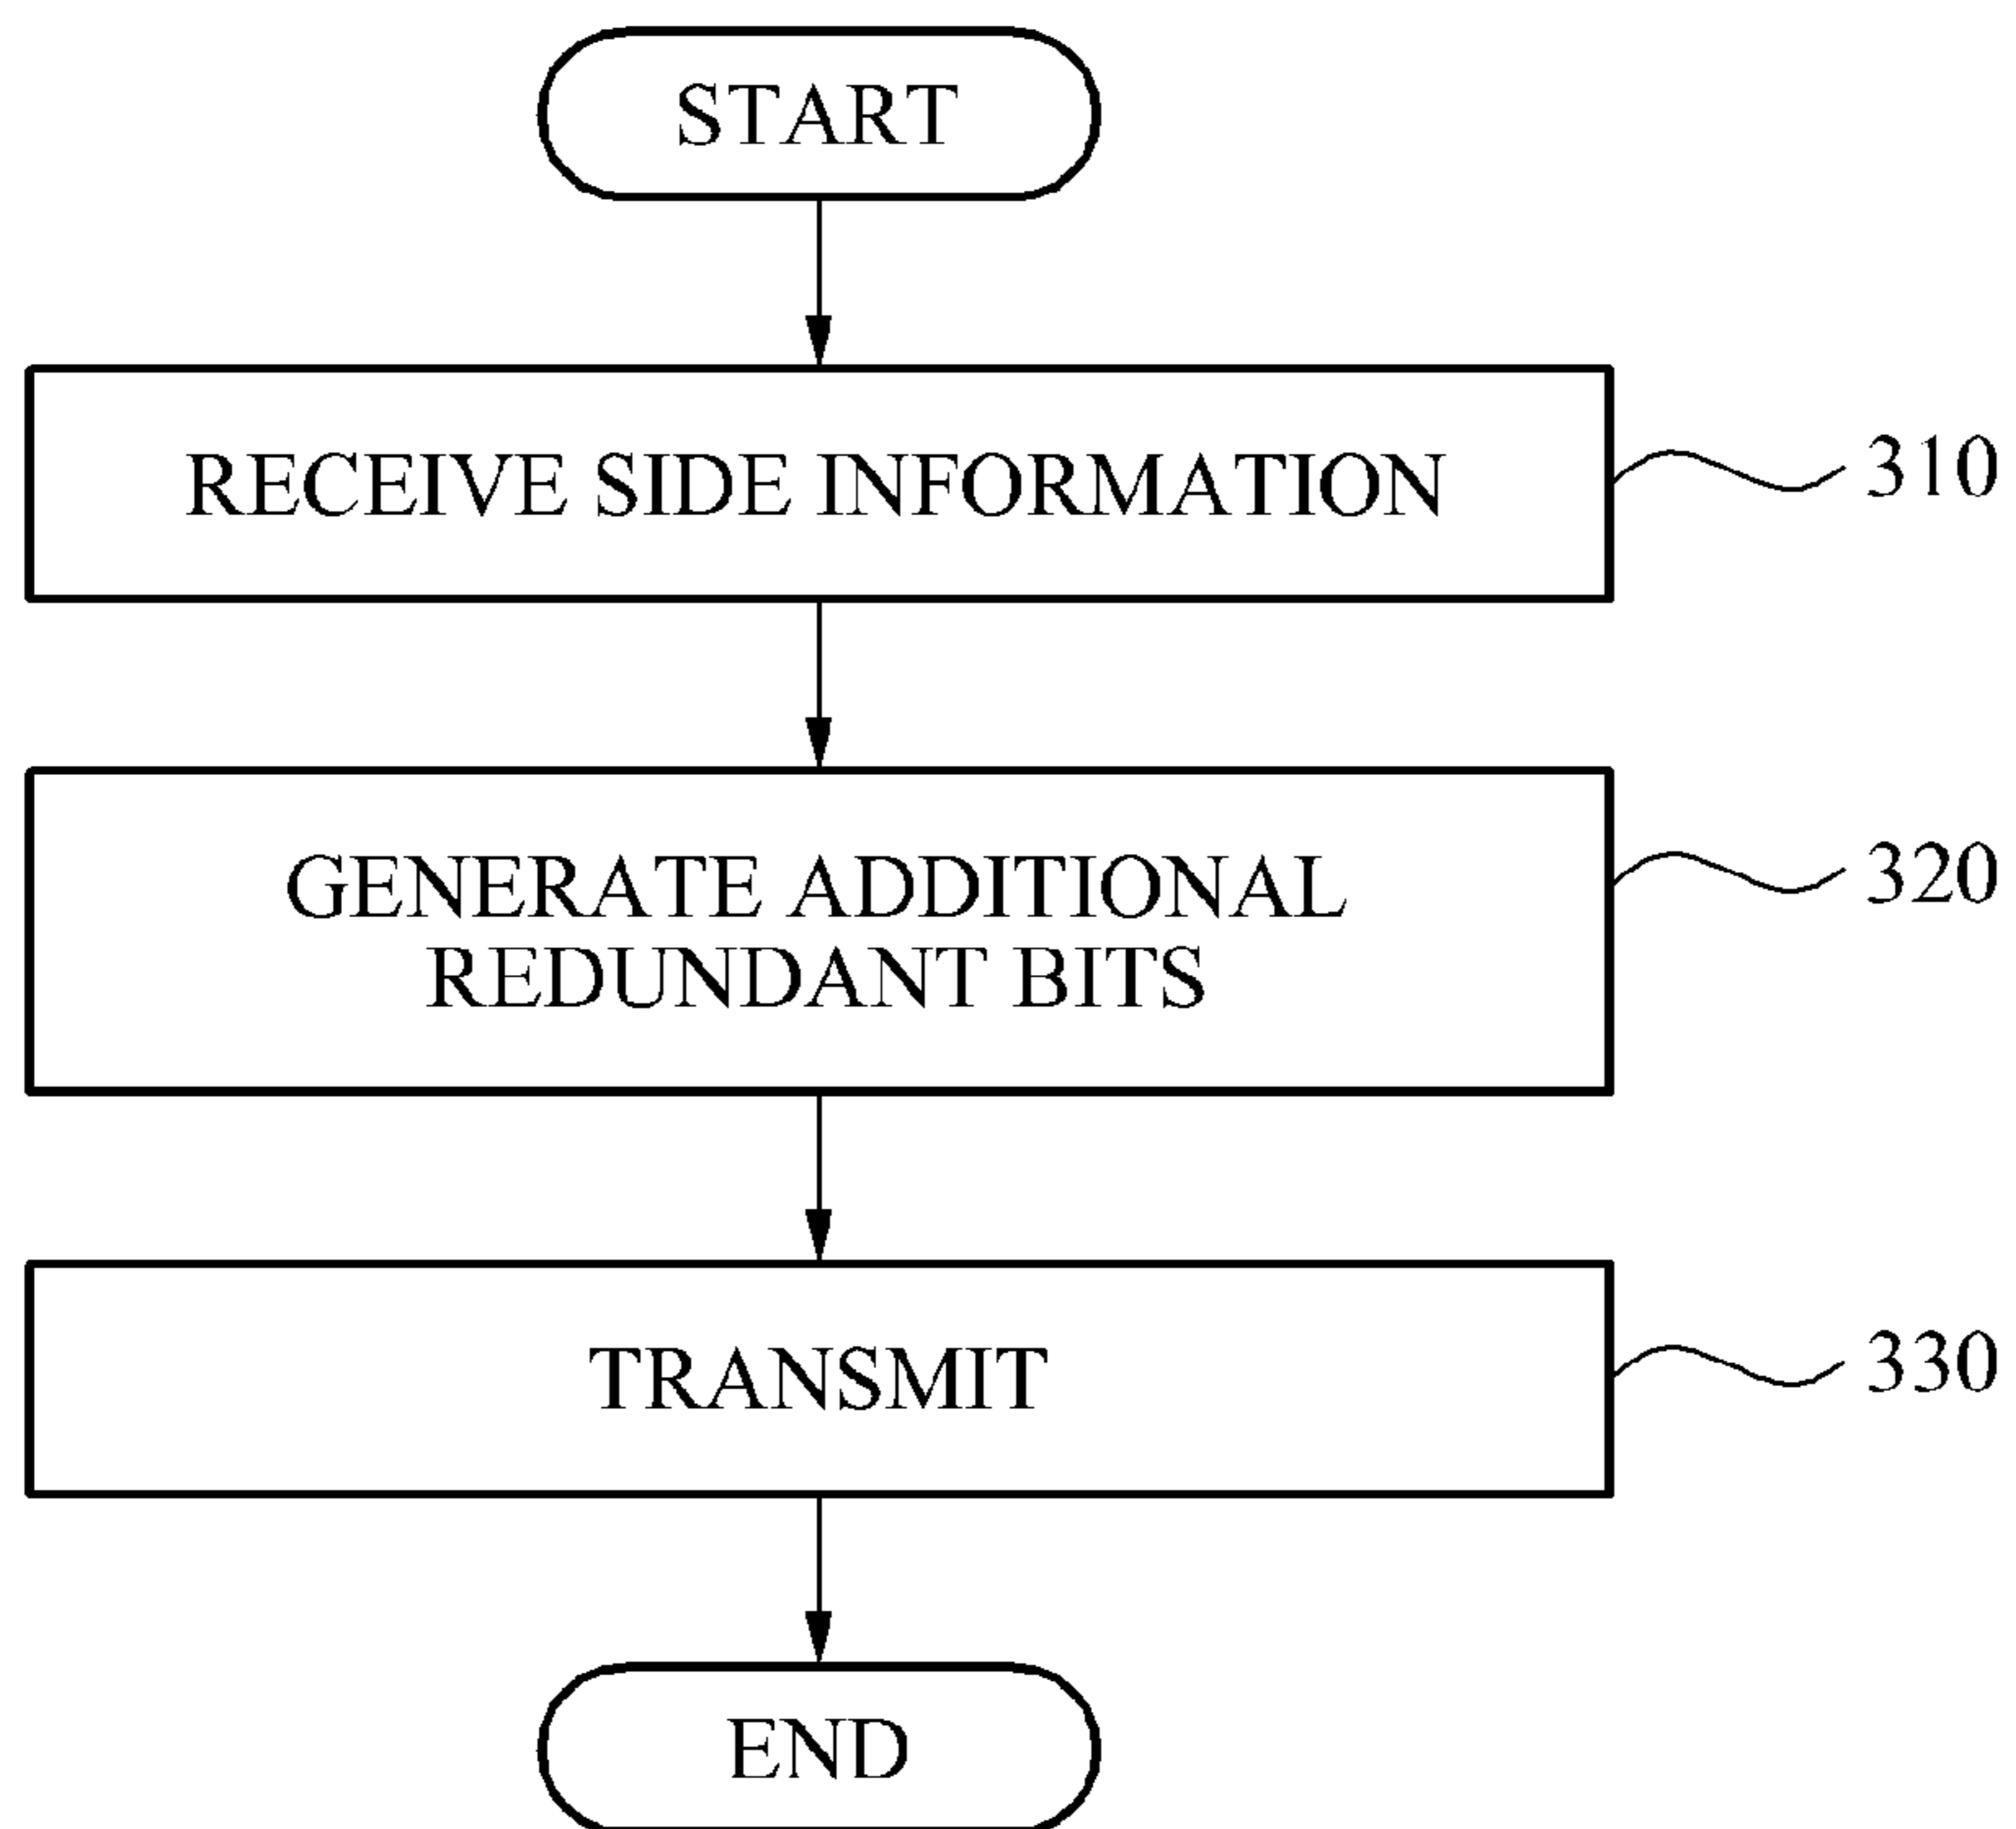 START
RECEIVE SIDE INFORMATION
310
GENERATE ADDITIONAL
REDUNDANT BITS
320
TRANSMIT
330
END